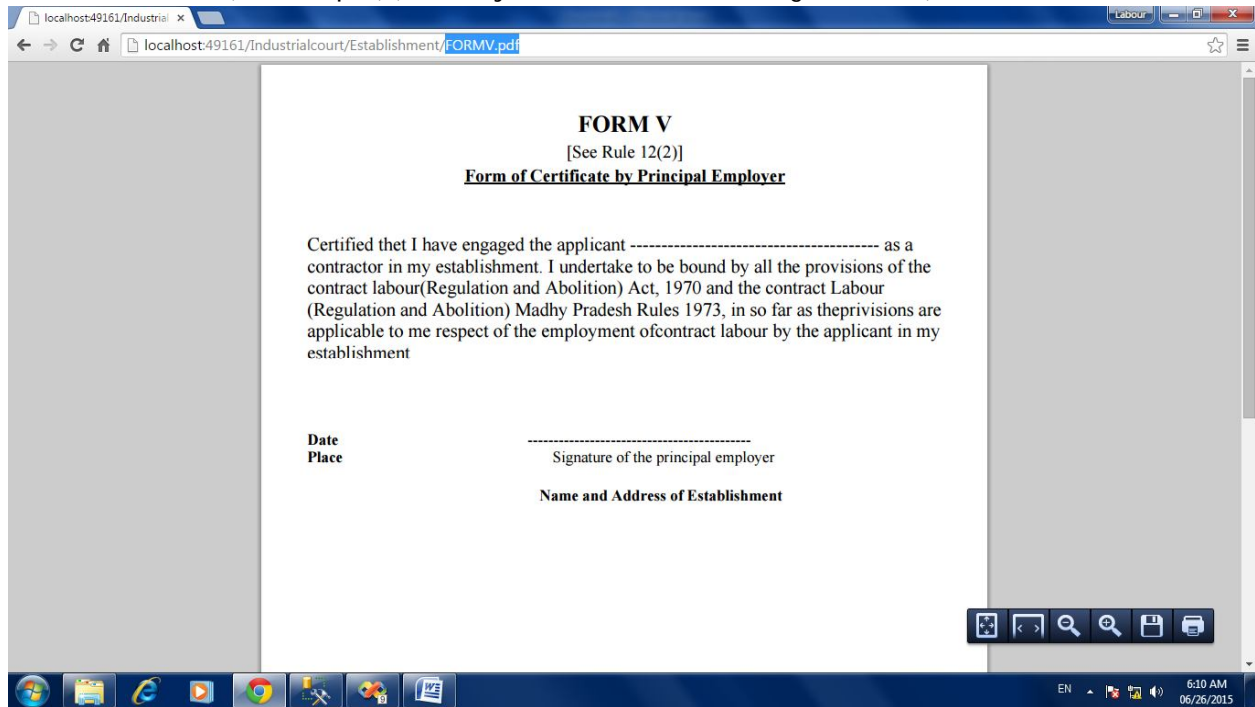 localhost:49161/Industrial ×
Labour
localhost:49161/Industrialcourt/Establishment/FORMV.pdf
FORM V
[See Rule 12(2)]
Form of Certificate by Principal Employer
Certified thet I have engaged the applicant ---------------------------------------- as a
contractor in my establishment. I undertake to be bound by all the provisions of the
contract labour(Regulation and Abolition) Act, 1970 and the contract Labour
(Regulation and Abolition) Madhy Pradesh Rules 1973, in so far as theprivisions are
applicable to me respect of the employment ofcontract labour by the applicant in my
establishment
Date -------------------------------------------
Place Signature of the principal employer
Name and Address of Establishment
EN 6:10 AM
06/26/2015